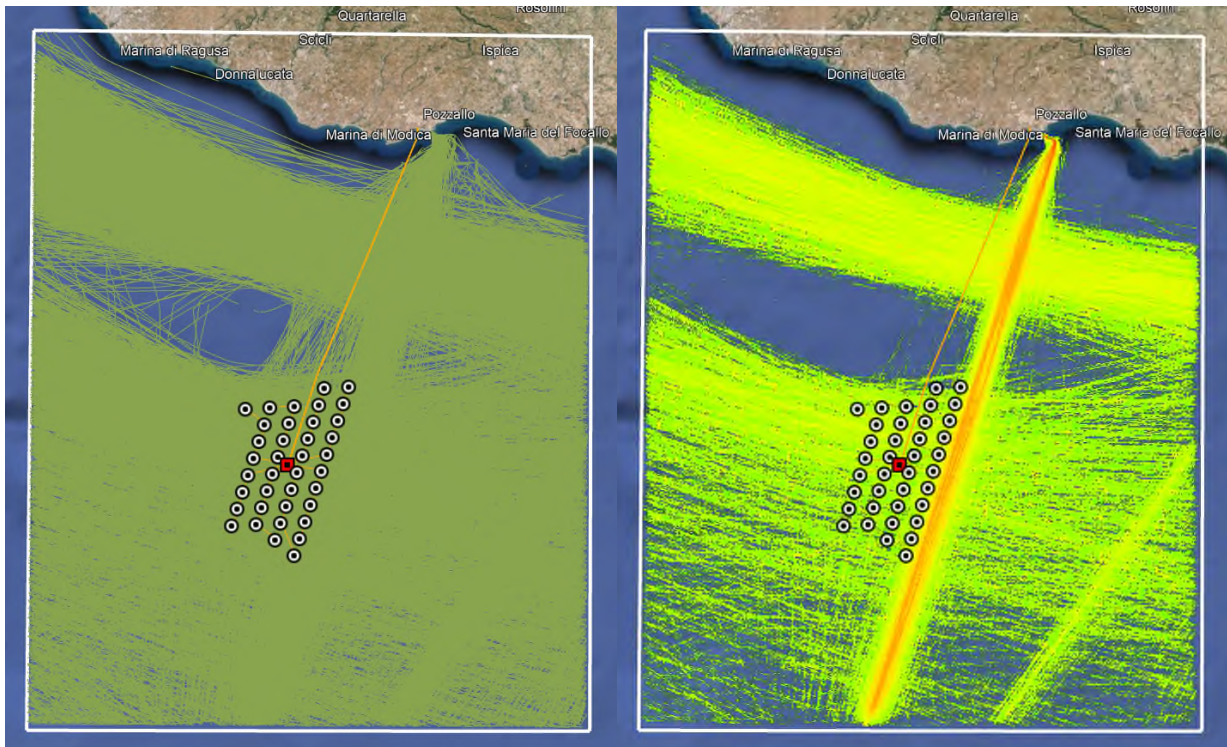 Quartarella
Rosolini
Scicli
Marina di Ragusa
Ispica
Donnalucata
Pozzallo
Marina di Modica
Santa Maria del Focallo
Quartarella
Scicli
Marina di Ragusa
Ispica
Donnalucata
Pozzallo
Marina di Modica
Santa Maria del Focallo